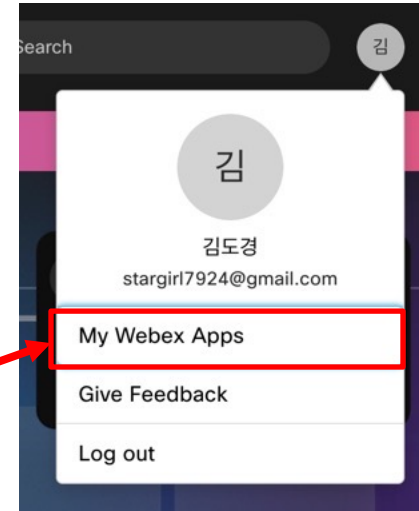 Search
김
김
김도경
stargirl7924@gmail.com
My Webex Apps
Give Feedback
Log out